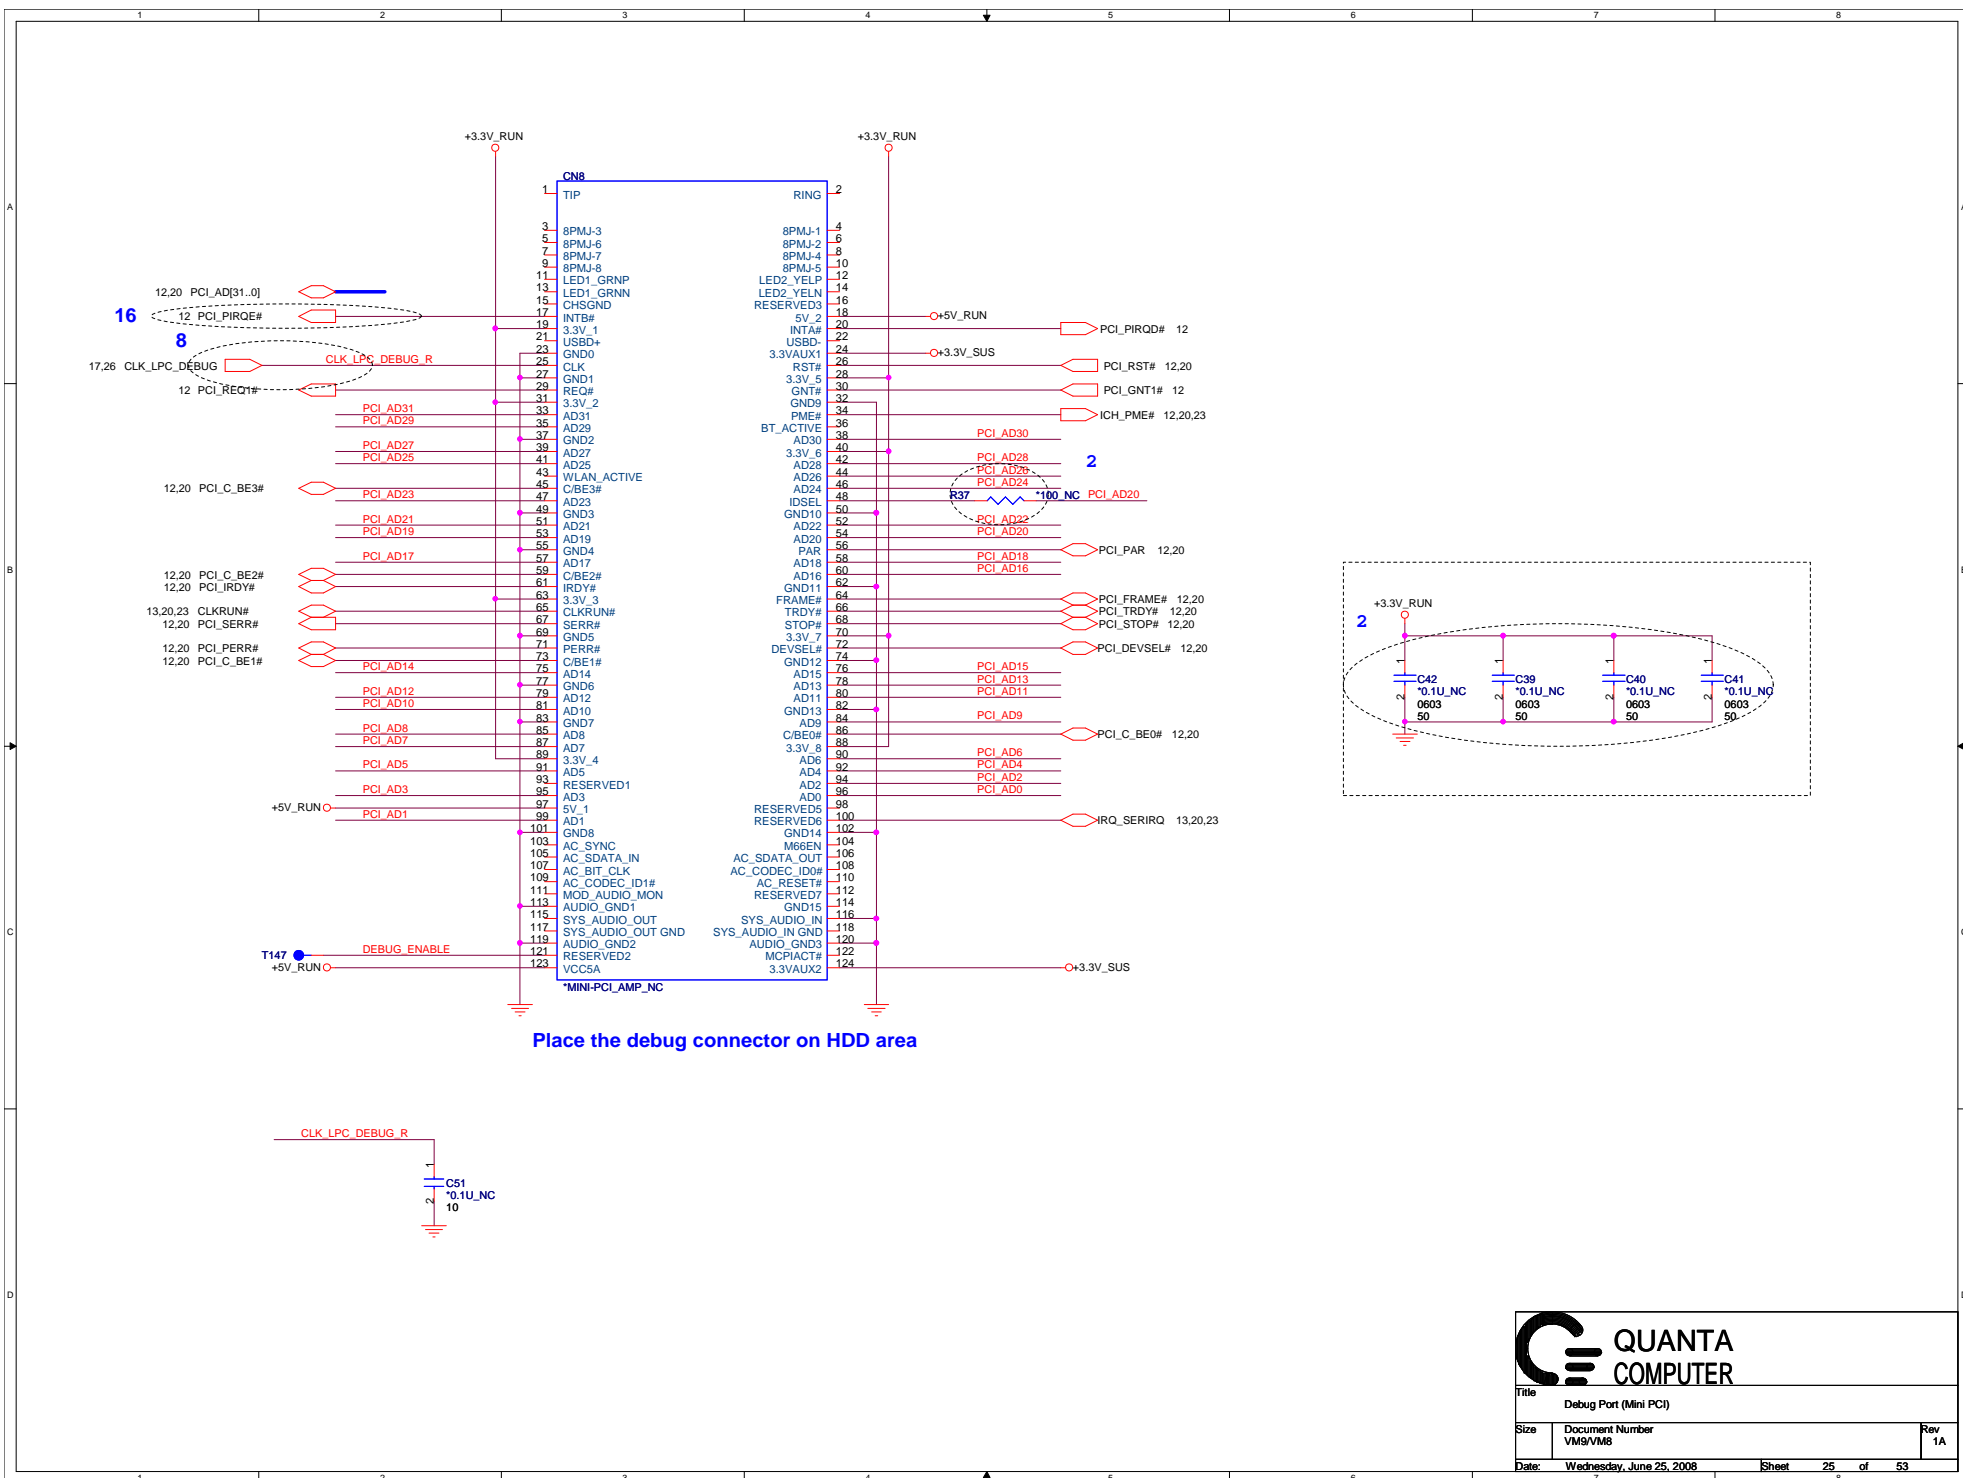 1 2 3 4 5 6 7 8
+3.3V_RUN +3.3V_RUN
CN8
1 TIP RING 2
A
3 8PMJ-3 8PMJ-1 4
5 8PMJ-6 8PMJ-2 6
7 8PMJ-7 8PMJ-4 8
9 8PMJ-8 8PMJ-5 10
11 LED1_GRNP LED2_YELP 12
12,20 PCI_AD[31..0] 13 LED1_GRNN LED2_YELN 14
15 CHSGND RESERVED3 16
16 12 PCI_PIRQE# 17 INTB# 5V_2 18 +5V_RUN
19 3.3V_1 INTA# 20 PCI_PIRQD# 12
8 21 USBD+ USBD- 22
23 GND0 3.3VAUX1 24 +3.3V_SUS
17,26 CLK_LPC_DEBUG CLK_LPC_DEBUG_R 25 CLK RST# 26 PCI_RST# 12,20
27 GND1 3.3V_5 28
12 PCI_REQ1# 29 REQ# GNT# 30 PCI_GNT1# 12
31 3.3V_2 GND9 32
PCI_AD31 33 AD31 PME# 34 ICH_PME# 12,20,23
PCI_AD29 35 AD29 BT_ACTIVE 36
37 GND2 AD30 38 PCI_AD30
PCI_AD27 39 AD27 3.3V_6 40
PCI_AD25 41 AD25 AD28 42 PCI_AD28 2
43 WLAN_ACTIVE AD26 44 PCI_AD26
12,20 PCI_C_BE3# 45 C/BE3# AD24 46 PCI_AD24
PCI_AD23 47 AD23 IDSEL 48 R37 *100_NC PCI_AD20
49 GND3 GND10 50
PCI_AD21 51 AD21 AD22 52 PCI_AD22
PCI_AD19 53 AD19 AD20 54 PCI_AD20
55 GND4 PAR 56 PCI_PAR 12,20
PCI_AD17 57 AD17 AD18 58 PCI_AD18
B
12,20 PCI_C_BE2# 59 C/BE2# AD16 60 PCI_AD16
12,20 PCI_IRDY# 61 IRDY# GND11 62
63 3.3V_3 FRAME# 64 PCI_FRAME# 12,20
13,20,23 CLKRUN# 65 CLKRUN# TRDY# 66 PCI_TRDY# 12,20
12,20 PCI_SERR# 67 SERR# STOP# 68 PCI_STOP# 12,20
69 GND5 3.3V_7 70
12,20 PCI_PERR# 71 PERR# DEVSEL# 72 PCI_DEVSEL# 12,20
12,20 PCI_C_BE1# 73 C/BE1# GND12 74
PCI_AD14 75 AD14 AD15 76 PCI_AD15
77 GND6 AD13 78 PCI_AD13
PCI_AD12 79 AD12 AD11 80 PCI_AD11
PCI_AD10 81 AD10 GND13 82
83 GND7 AD9 84 PCI_AD9
PCI_AD8 85 AD8 C/BE0# 86 PCI_C_BE0# 12,20
PCI_AD7 87 AD7 3.3V_8 88
89 3.3V_4 AD6 90 PCI_AD6
PCI_AD5 91 AD5 AD4 92 PCI_AD4
93 RESERVED1 AD2 94 PCI_AD2
PCI_AD3 95 AD3 AD0 96 PCI_AD0
+5V_RUN 97 5V_1 RESERVED5 98
PCI_AD1 99 AD1 RESERVED6 100 IRQ_SERIRQ 13,20,23
101 GND8 GND14 102
103 AC_SYNC M66EN 104
105 AC_SDATA_IN AC_SDATA_OUT 106
107 AC_BIT_CLK AC_CODEC_ID0# 108
109 AC_CODEC_ID1# AC_RESET# 110
111 MOD_AUDIO_MON RESERVED7 112
113 AUDIO_GND1 GND15 114
115 SYS_AUDIO_OUT SYS_AUDIO_IN 116
117 SYS_AUDIO_OUT GND SYS_AUDIO_IN GND 118
C
119 AUDIO_GND2 AUDIO_GND3 120
T147 DEBUG_ENABLE 121 RESERVED2 MCPIACT# 122
+5V_RUN 123 VCC5A 3.3VAUX2 124 +3.3V_SUS
*MINI-PCI_AMP_NC
+3.3V_RUN
2
1 1 1 1
C42 C39 C40 C41
*0.1U_NC *0.1U_NC *0.1U_NC *0.1U_NC
2 2 2 2
0603 0603 0603 0603
50 50 50 50
Place the debug connector on HDD area
CLK_LPC_DEBUG_R
1
C51
*0.1U_NC
2
10
D
QUANTA
COMPUTER
Title
Debug Port (Mini PCI)
Size Document Number Rev
VM9/VM8 1A
Date: Wednesday, June 25, 2008 Sheet 25 of 53